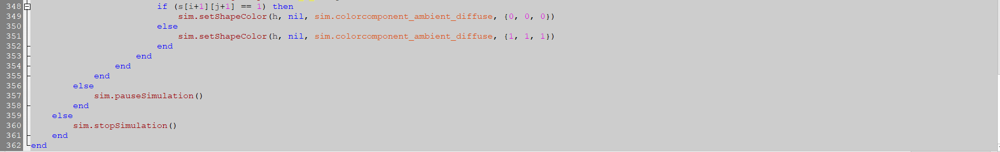 348 if (s[i+1][j+1] == 1) then
349 sim.setShapeColor(h, nil, sim.colorcomponent_ambient_diffuse, {0, 0, 0})
350 else
351 sim.setShapeColor(h, nil, sim.colorcomponent_ambient_diffuse, {1, 1, 1})
352 end
353 end
354 end
355 end
356 else
357 sim.pauseSimulation()
358 end
359 else
360 sim.stopSimulation()
361 end
362 end